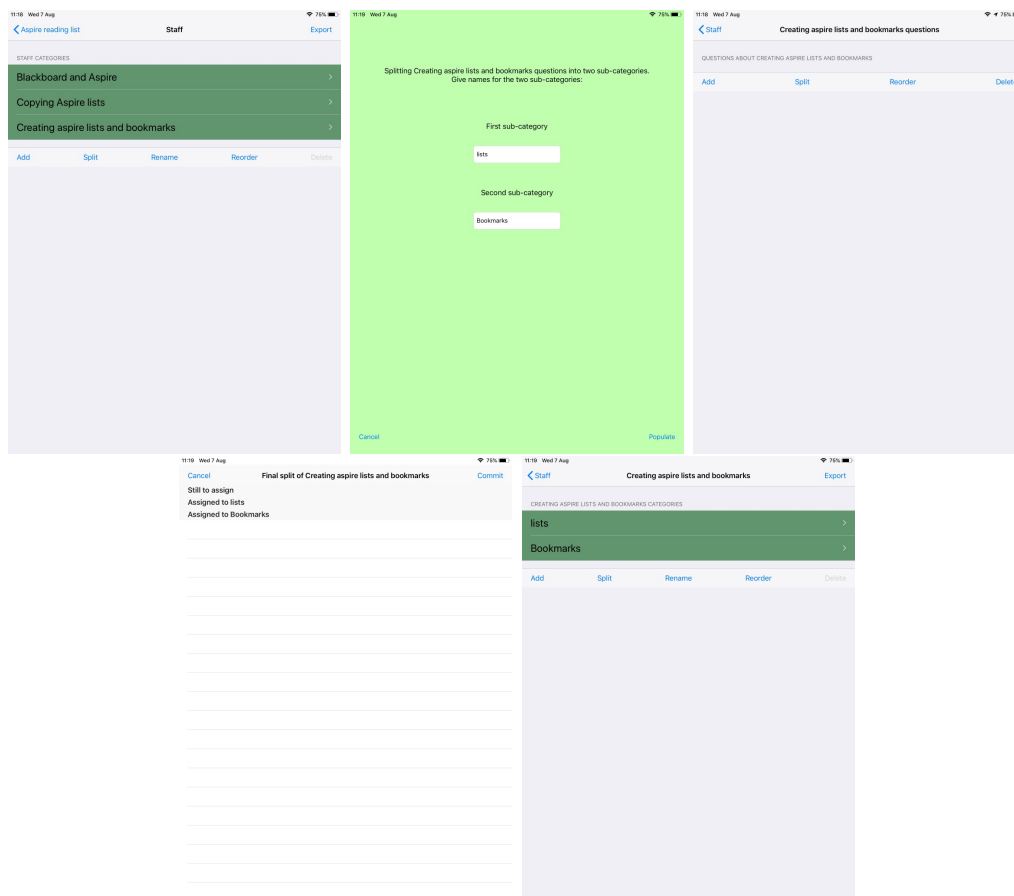 11:18 Wed 7 Aug 75%
Aspire reading list Staff Export
STAFF CATEGORIES
Blackboard and Aspire
Copying Aspire lists
Creating aspire lists and bookmarks
Add Split Rename Reorder Delete
11:19 Wed 7 Aug 75%
Splitting Creating aspire lists and bookmarks questions into two sub-categories.
Give names for the two sub-categories:
First sub-category
lists
Second sub-category
Bookmarks
Cancel Populate
11:18 Wed 7 Aug 75%
Staff Creating aspire lists and bookmarks questions
QUESTIONS ABOUT CREATING ASPIRE LISTS AND BOOKMARKS
Add Split Reorder Delete
11:19 Wed 7 Aug 75%
Cancel Final split of Creating aspire lists and bookmarks Commit
Still to assign
Assigned to lists
Assigned to Bookmarks
11:19 Wed 7 Aug 75%
Staff Creating aspire lists and bookmarks Export
CREATING ASPIRE LISTS AND BOOKMARKS CATEGORIES
lists
Bookmarks
Add Split Rename Reorder Delete